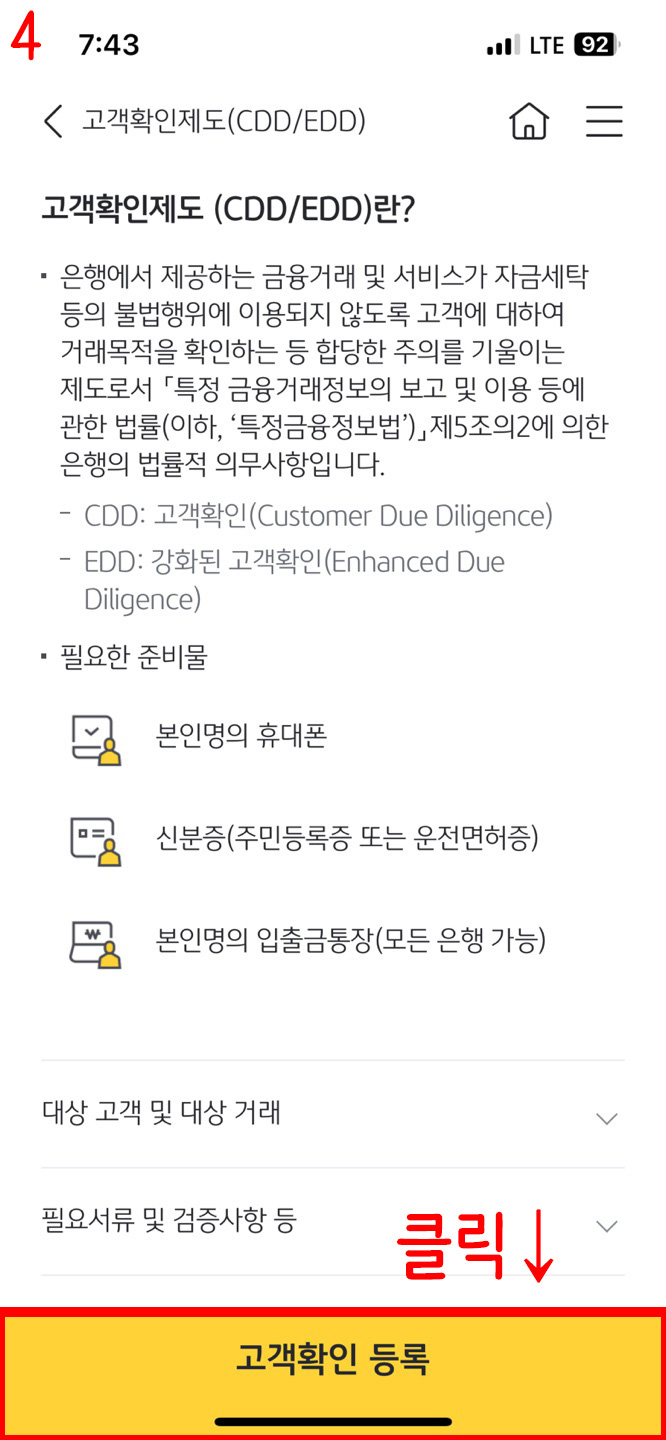 4
7:43
LTE 92
고객확인제도(CDD/EDD)
고객확인제도 (CDD/EDD)란?
▪ 은행에서 제공하는 금융거래 및 서비스가 자금세탁
등의 불법행위에 이용되지 않도록 고객에 대하여
거래목적을 확인하는 등 합당한 주의를 기울이는
제도로서 「특정 금융거래정보의 보고 및 이용 등에
관한 법률(이하, ‘특정금융정보법’)」제5조의2에 의한
은행의 법률적 의무사항입니다.
- CDD: 고객확인(Customer Due Diligence)
- EDD: 강화된 고객확인(Enhanced Due
Diligence)
▪ 필요한 준비물
본인명의 휴대폰
신분증(주민등록증 또는 운전면허증)
₩
본인명의 입출금통장(모든 은행 가능)
대상 고객 및 대상 거래
필요서류 및 검증사항 등
클릭↓
고객확인 등록